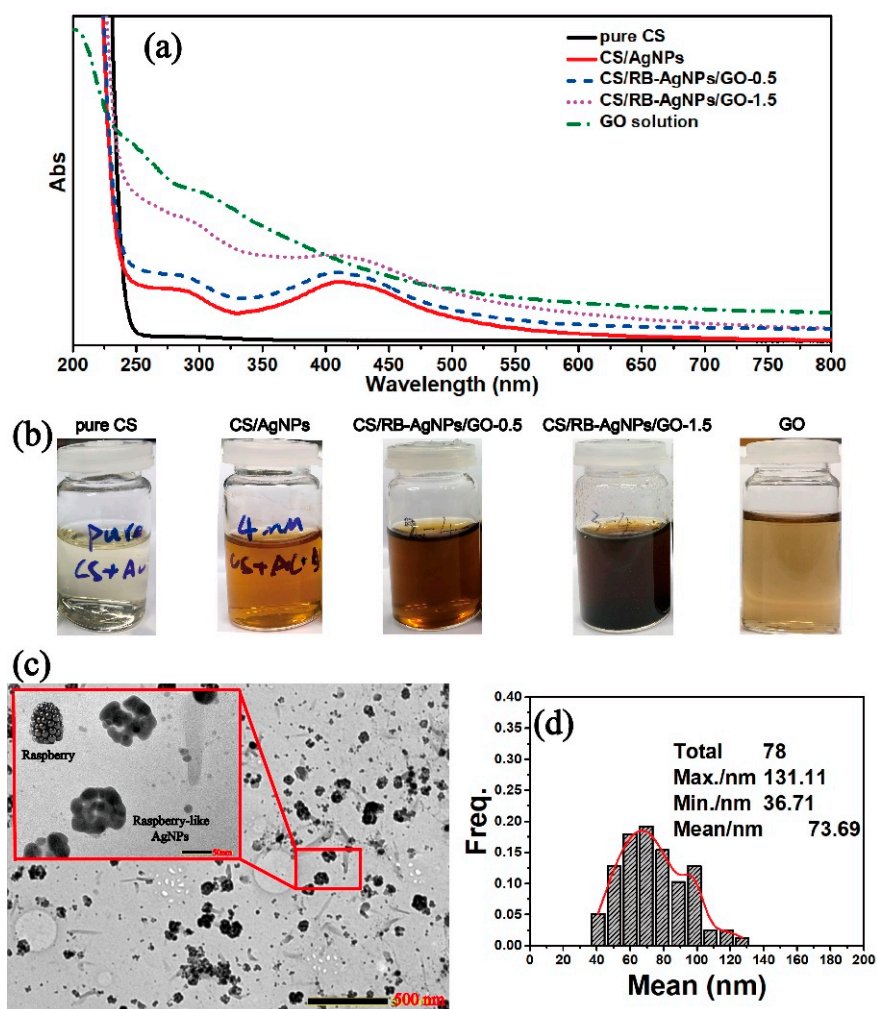 (a)
pure CS
CS/AgNPs
CS/RB-AgNPs/GO-0.5
CS/RB-AgNPs/GO-1.5
GO solution
Abs
200 250 300 350 400 450 500 550 600 650 700 750 800
Wavelength (nm)
(b)
pure CS CS/AgNPs CS/RB-AgNPs/GO-0.5 CS/RB-AgNPs/GO-1.5 GO
pure
CS+A
4 mM
(c)
Raspberry
Raspberry-like
AgNPs
50nm
500 nm
(d)
Total 78
Max./nm 131.11
Min./nm 36.71
Mean/nm 73.69
Freq.
0.40
0.35
0.30
0.25
0.20
0.15
0.10
0.05
0.00
0 20 40 60 80 100 120 140 160 180 200
Mean (nm)